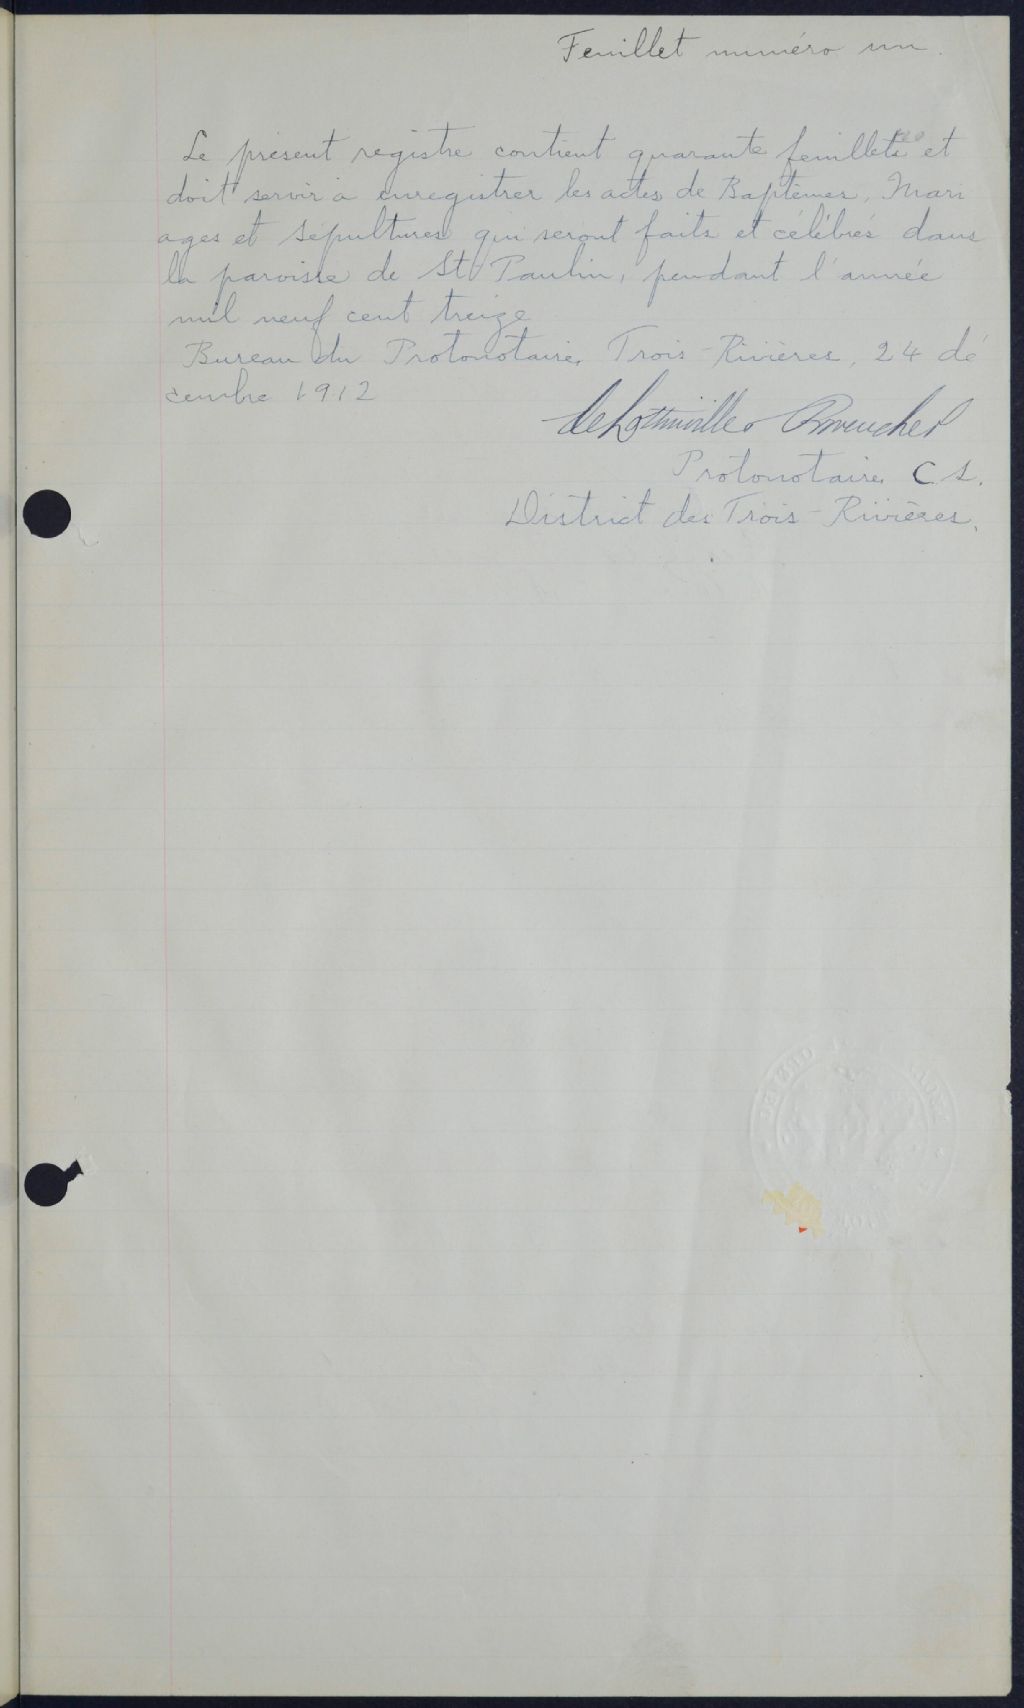 Feuillet numéro un.
Le présent registre contient quarante feuillets et
doit servir à enregistrer les actes de Baptêmes, Mari
ages et Sépultures qui seront faits et célébrés dans
la paroisse de St Paulin, pendant l'année
mil neuf cent treize
Bureau du Protonotaire, Trois-Rivières, 24 dé
cembre 1912
Protonotaire C. S.
District des Trois-Rivières.